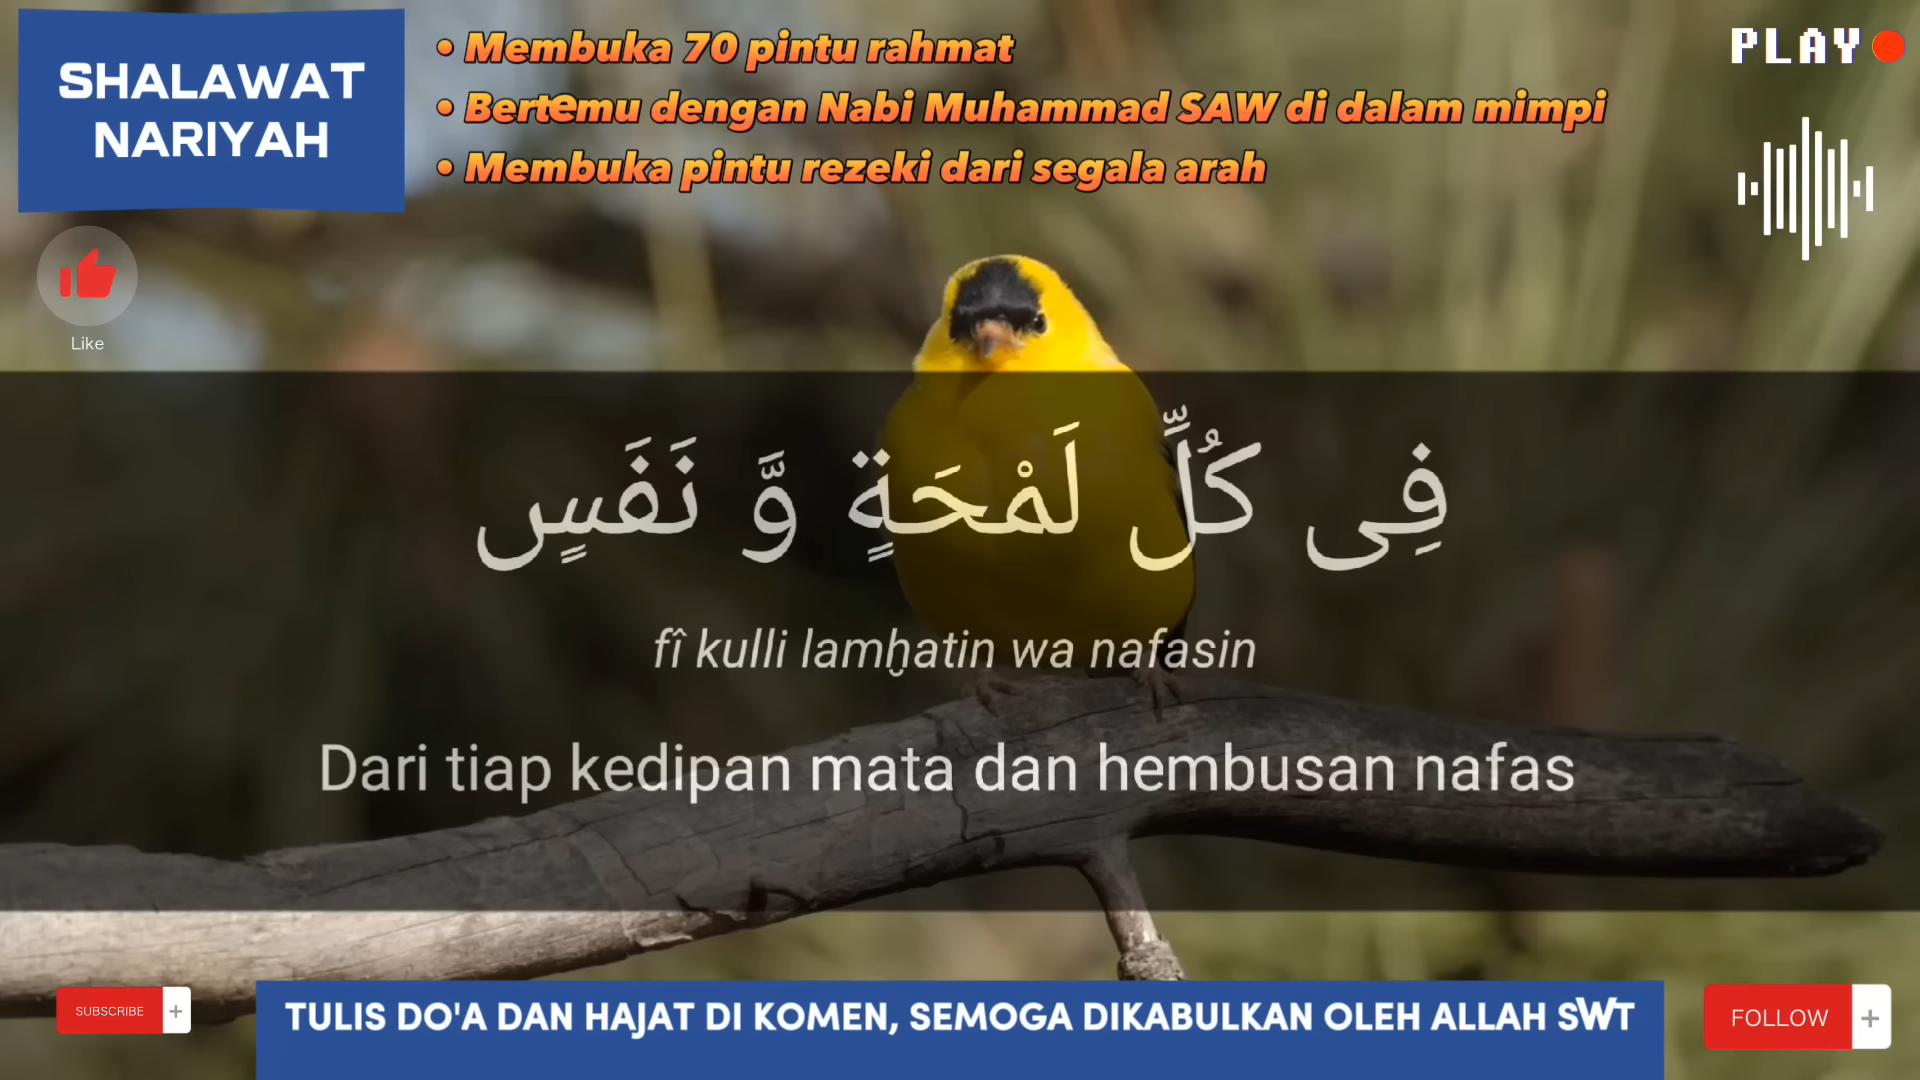 SHALAWAT
NARIYAH
• Membuka 70 pintu rahmat
• Bertemu dengan Nabi Muhammad SAW di dalam mimpi
• Membuka pintu rezeki dari segala arah
PLAY
Like
فِى كُلِّ لَمْحَةٍ وَّ نَفَسٍ
fî kulli lamḫatin wa nafasin
Dari tiap kedipan mata dan hembusan nafas
SUBSCRIBE +
TULIS DO'A DAN HAJAT DI KOMEN, SEMOGA DIKABULKAN OLEH ALLAH SWT
FOLLOW +